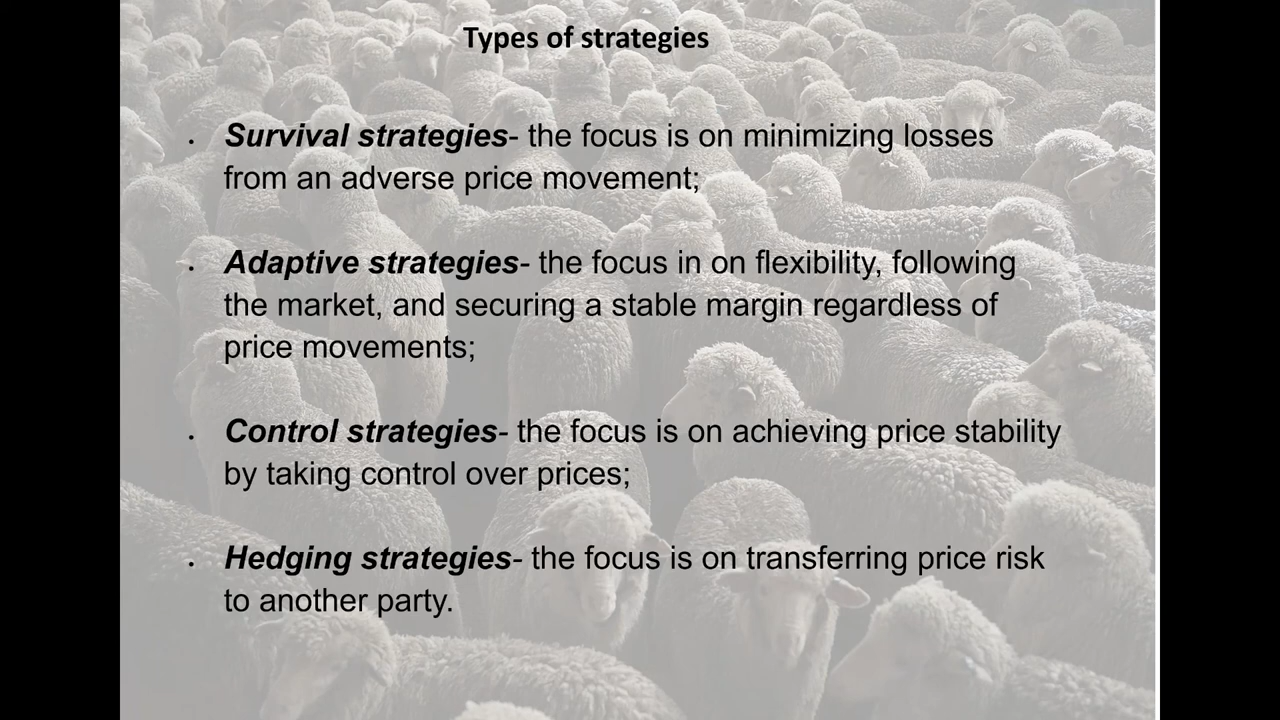 Types of strategies
. Survival strategies- the focus is on minimizing losses
from an adverse price movement;
. Adaptive strategies- the focus in on flexibility, following
the market, and securing a stable margin regardless of
price movements;
. Control strategies- the focus is on achieving price stability
by taking control over prices;
. Hedging strategies- the focus is on transferring price risk
to another party.